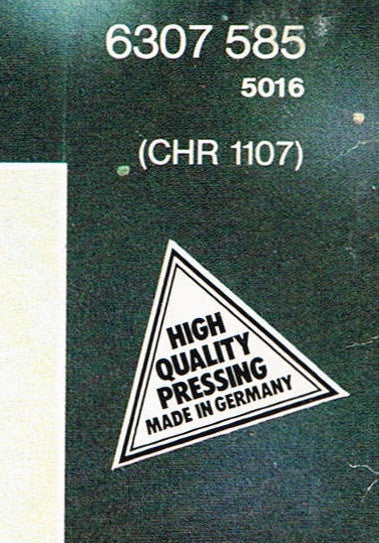 6307 585
5016
(CHR 1107)
HIGH
QUALITY
PRESSING
MADE IN GERMANY